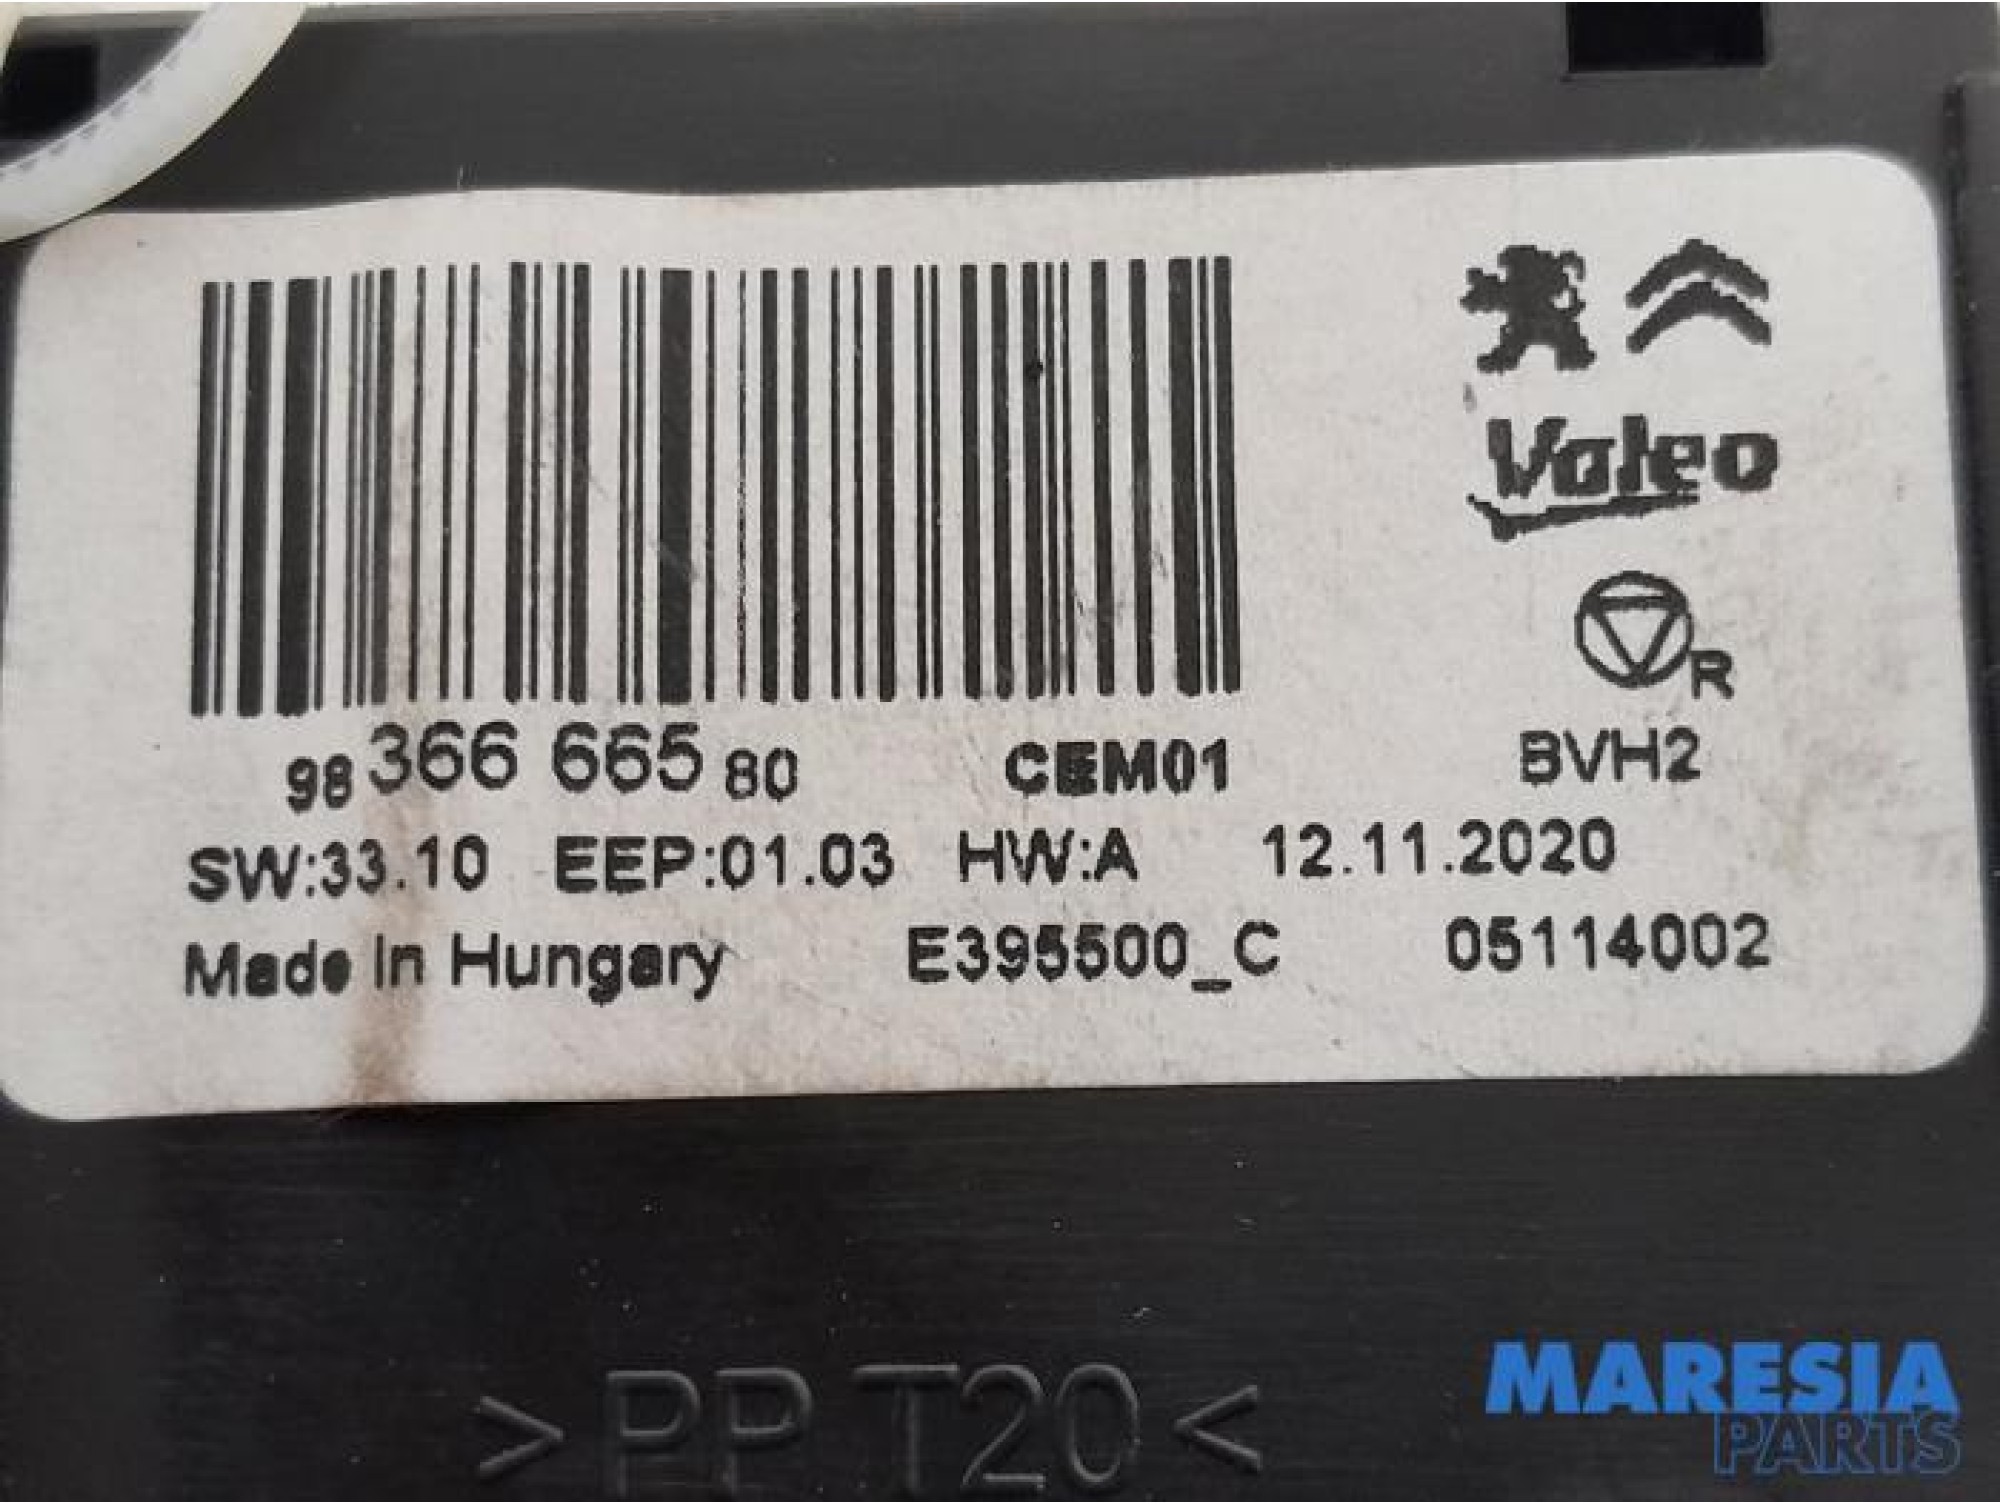 Valeo
R
98 366 665 80 CEM01 BVH2
SW:33.10 EEP:01.03 HW:A 12.11.2020
Made In Hungary E395500_C 05114002
>PP T20<
MARESIA
PARTS